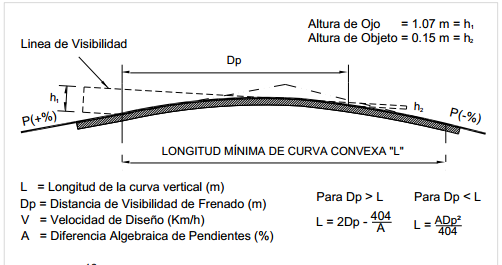 Altura de Ojo = 1.07 m = h₁
Altura de Objeto = 0.15 m = h₂
Linea de Visibilidad
Dp
h₁
h₂
P(+%)
P(-%)
LONGITUD MÍNIMA DE CURVA CONVEXA "L"
L = Longitud de la curva vertical (m)
Dp = Distancia de Visibilidad de Frenado (m)
V = Velocidad de Diseño (Km/h)
A = Diferencia Algebraica de Pendientes (%)
Para Dp > L
L = 2Dp - 404/A
Para Dp < L
L = ADp²/404